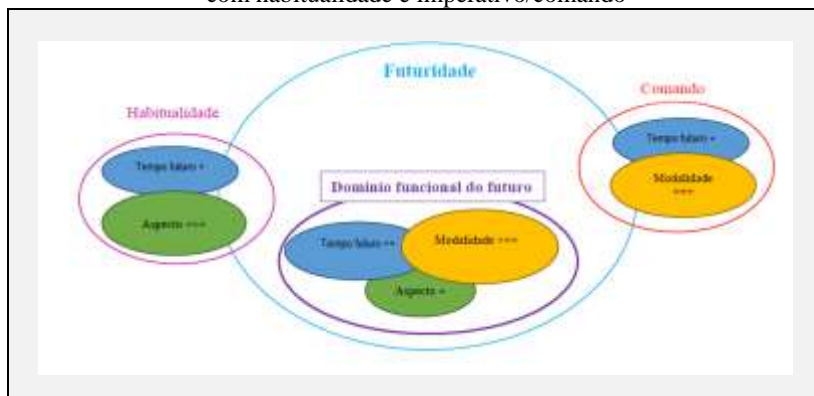 com habitualidade e imperativo/comando
Futuridade
Comando
Habitualidade
Tempo futuro +
Tempo futuro +
Modalidade
+++
Domínio funcional do futuro
Aspecto +++
Tempo futuro ++
Modalidade +++
Aspecto +